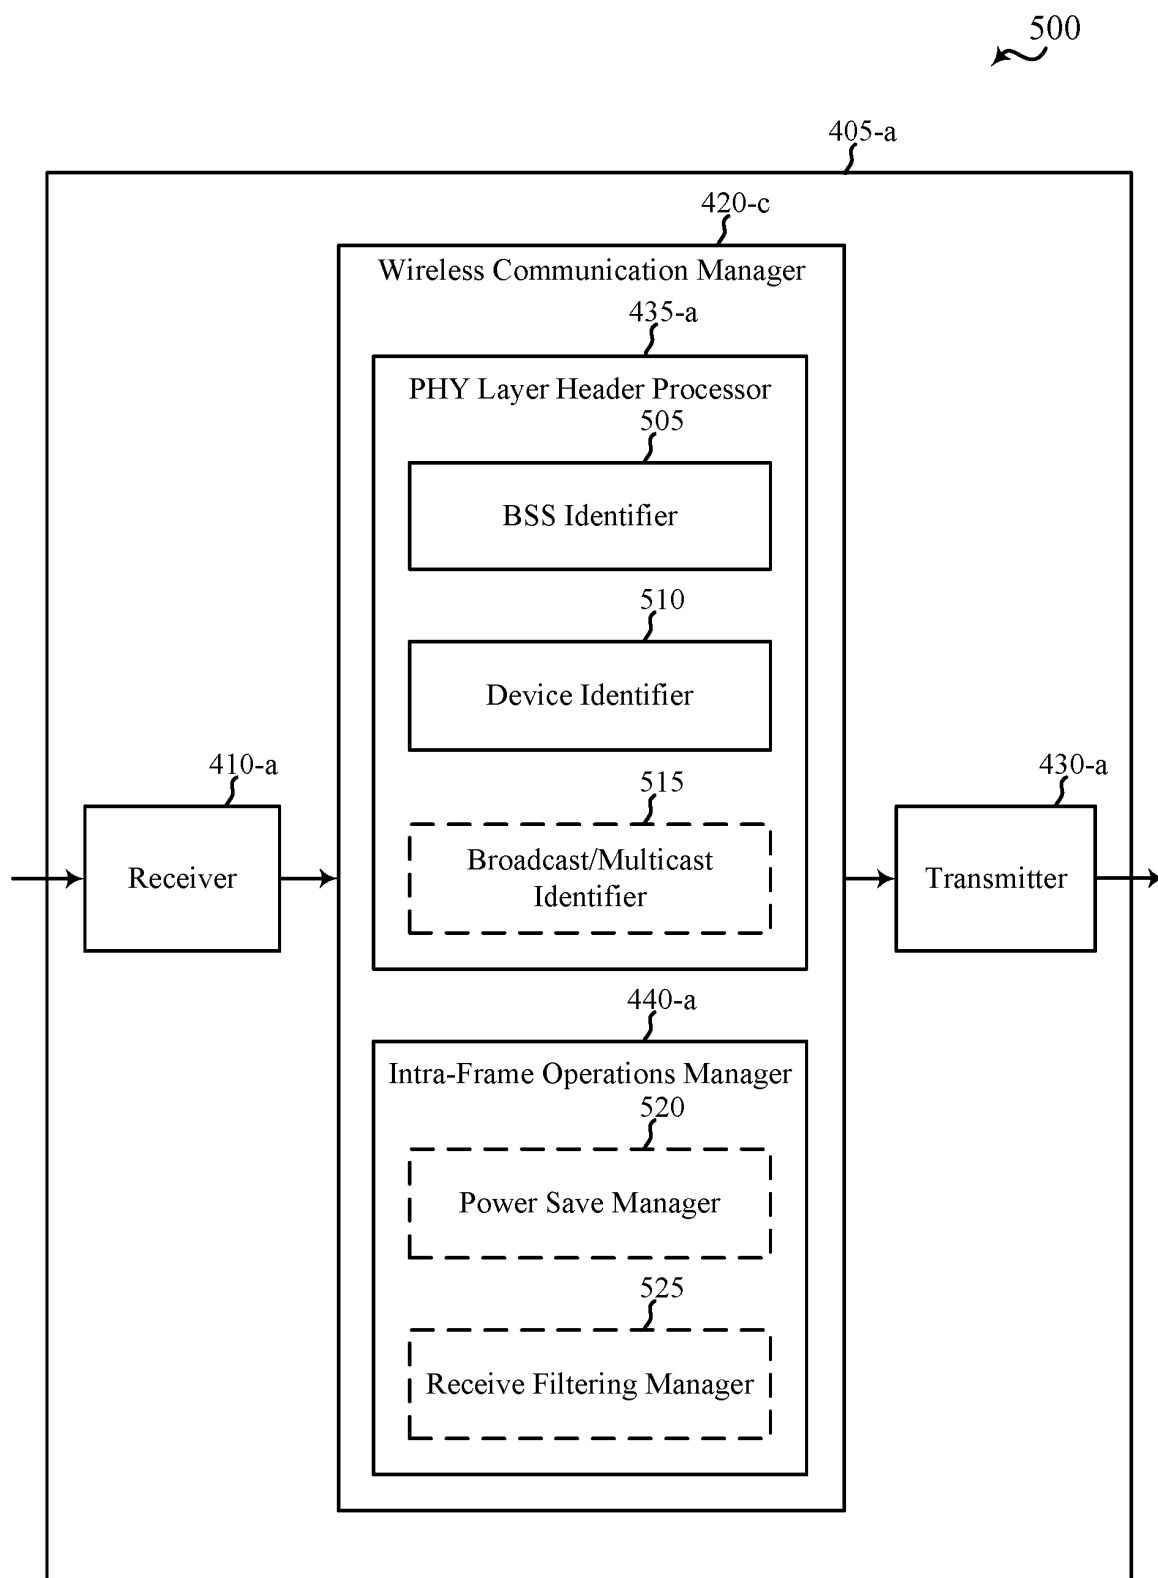 500
405-a
420-c
Wireless Communication Manager
435-a
PHY Layer Header Processor
505
BSS Identifier
510
Device Identifier
410-a
Receiver
515
Broadcast/Multicast
Identifier
430-a
Transmitter
440-a
Intra-Frame Operations Manager
520
Power Save Manager
525
Receive Filtering Manager